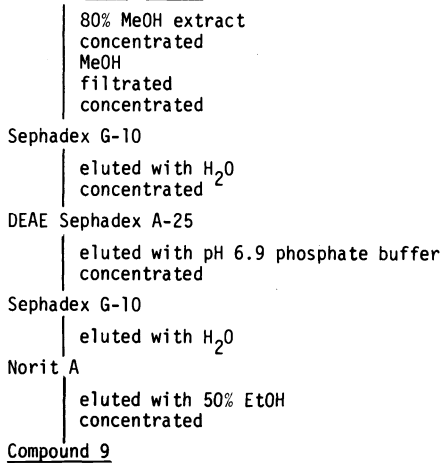 80% MeOH extract
concentrated
MeOH
filtrated
concentrated
Sephadex G-10
eluted with H₂O
concentrated
DEAE Sephadex A-25
eluted with pH 6.9 phosphate buffer
concentrated
Sephadex G-10
eluted with H₂O
Norit A
eluted with 50% EtOH
concentrated
Compound 9